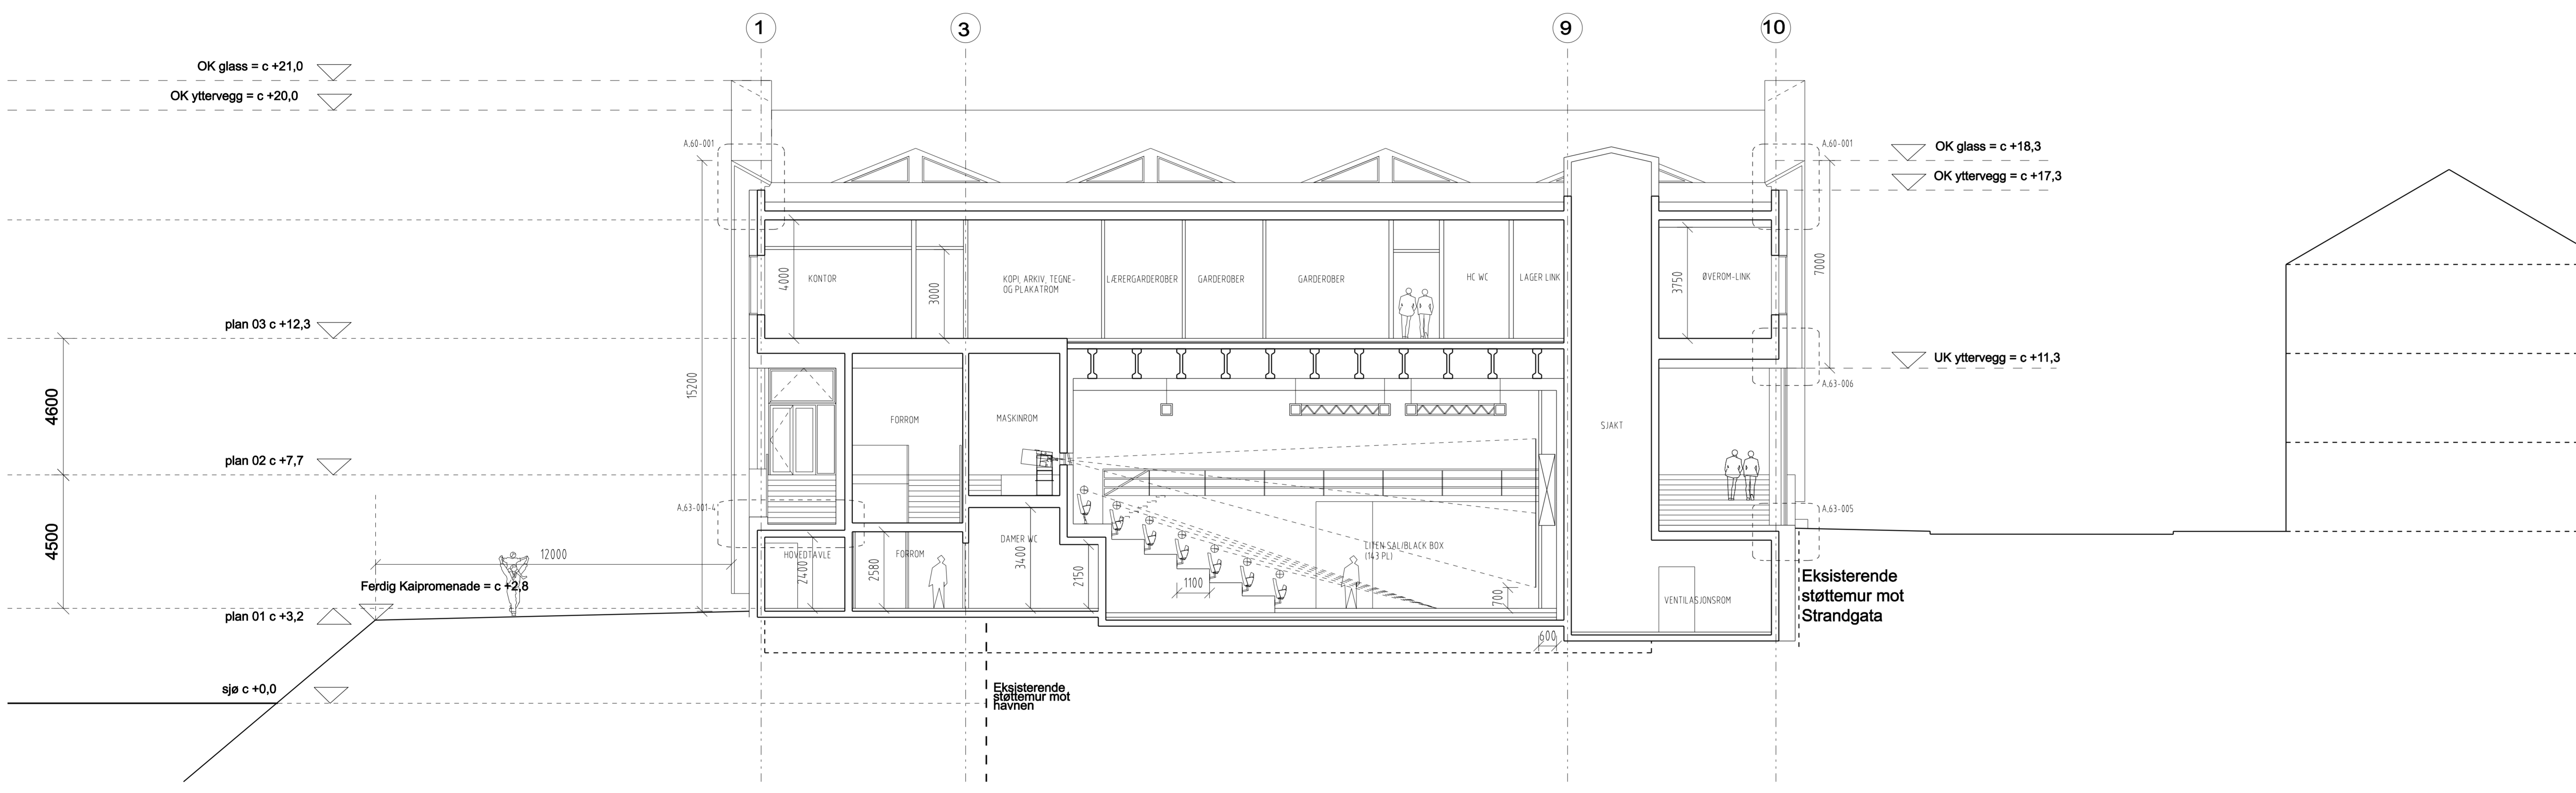 1
3
9
10
OK glass = c +21,0
OK yttervegg = c +20,0
A.60-001
A.60-001
OK glass = c +18,3
OK yttervegg = c +17,3
KONTOR
4000
3000
KOPI, ARKIV, TEGNE-
OG PLAKATROM
LÆRERGARDEROBER
GARDEROBER
GARDEROBER
HC WC
LAGER LINK
3750
ØVEROM-LINK
7000
plan 03 c +12,3
UK yttervegg = c +11,3
15200
A.63-006
4600
FORROM
MASKINROM
SJAKT
plan 02 c +7,7
A.63-001-4
A.63-005
4500
12000
HOVEDTAVLE
2400
2580
FORROM
DAMER WC
3400
2150
1100
LITEN SAL/BLACK BOX
(143 PL)
700
VENTILASJONSROM
Eksisterende
støttemur mot
Strandgata
Ferdig Kaipromenade = c +2,8
plan 01 c +3,2
600
sjø c +0,0
Eksisterende
støttemur mot
havnen